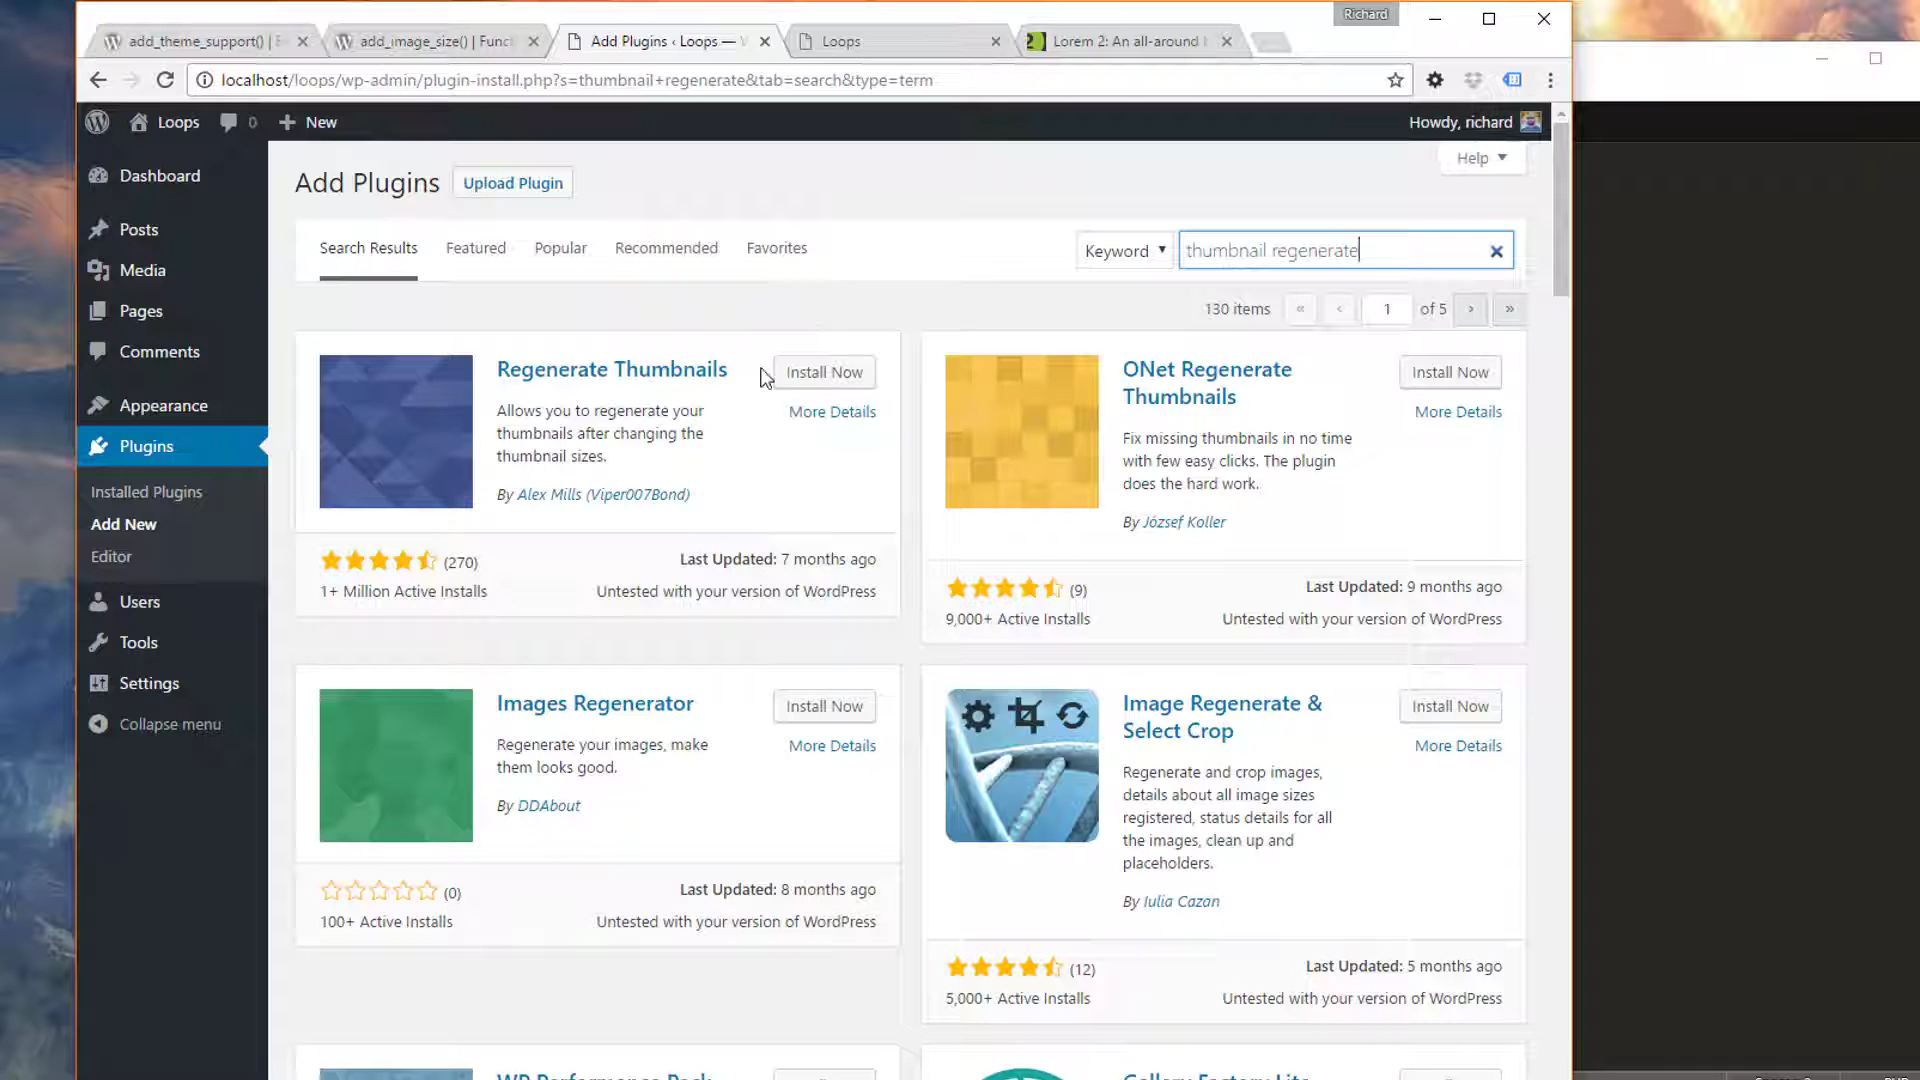 Richard
add_theme_support() |
add_image_size() | Func
Add Plugins ‹ Loops —
Loops
Lorem 2: An all-around
localhost/loops/wp-admin/plugin-install.php?s=thumbnail+regenerate&tab=search&type=term
Loops
0
New
Howdy, richard
Help
Dashboard
Posts
Media
Pages
Comments
Appearance
Plugins
Installed Plugins
Add New
Editor
Users
Tools
Settings
Collapse menu
Add Plugins
Upload Plugin
Search Results
Featured
Popular
Recommended
Favorites
Keyword
thumbnail regenerate
130 items
«
‹
1
of 5
›
»
Regenerate Thumbnails
Install Now
More Details
Allows you to regenerate your
thumbnails after changing the
thumbnail sizes.
By Alex Mills (Viper007Bond)
(270)
1+ Million Active Installs
Last Updated: 7 months ago
Untested with your version of WordPress
ONet Regenerate
Thumbnails
Install Now
More Details
Fix missing thumbnails in no time
with few easy clicks. The plugin
does the hard work.
By József Koller
(9)
9,000+ Active Installs
Last Updated: 9 months ago
Untested with your version of WordPress
Images Regenerator
Install Now
More Details
Regenerate your images, make
them looks good.
By DDAbout
(0)
100+ Active Installs
Last Updated: 8 months ago
Untested with your version of WordPress
Image Regenerate &
Select Crop
Install Now
More Details
Regenerate and crop images,
details about all image sizes
registered, status details for all
the images, clean up and
placeholders.
By Iulia Cazan
(12)
5,000+ Active Installs
Last Updated: 5 months ago
Untested with your version of WordPress
WP Performance Pack
Gallery Factory Lite